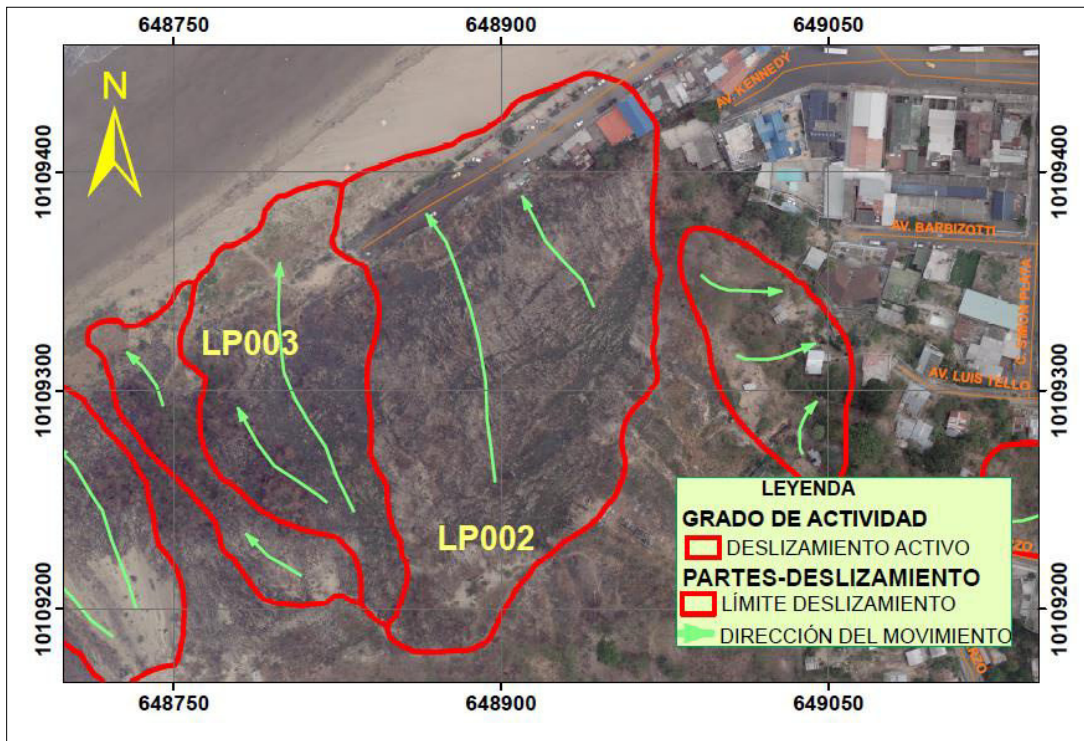 648750 648900 649050
N
AV. KENNEDY
10109400 10109400
AV. BARBIZOTTI
C. SIMON PLATA
LP003
10109300 10109300
AV. LUIS TELLO
LP002
LEYENDA
GRADO DE ACTIVIDAD
DESLIZAMIENTO ACTIVO
PARTES-DESLIZAMIENTO
LÍMITE DESLIZAMIENTO
DIRECCIÓN DEL MOVIMIENTO
10109200 10109200
648750 648900 649050